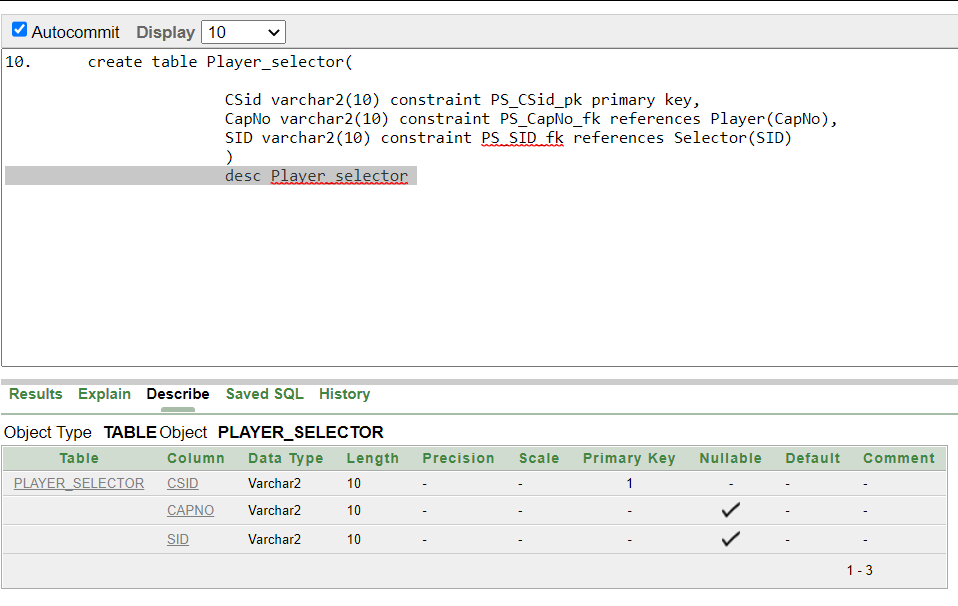 Autocommit Display 10
10. create table Player_selector(
CSid varchar2(10) constraint PS_CSid_pk primary key,
CapNo varchar2(10) constraint PS_CapNo_fk references Player(CapNo),
SID varchar2(10) constraint PS_SID_fk references Selector(SID)
)
desc Player_selector
Results Explain Describe Saved SQL History
Object Type TABLE Object PLAYER_SELECTOR
Table Column Data Type Length Precision Scale Primary Key Nullable Default Comment
PLAYER_SELECTOR CSID Varchar2 10 - - 1 - - -
CAPNO Varchar2 10 - - - ✓ - -
SID Varchar2 10 - - - ✓ - -
1 - 3